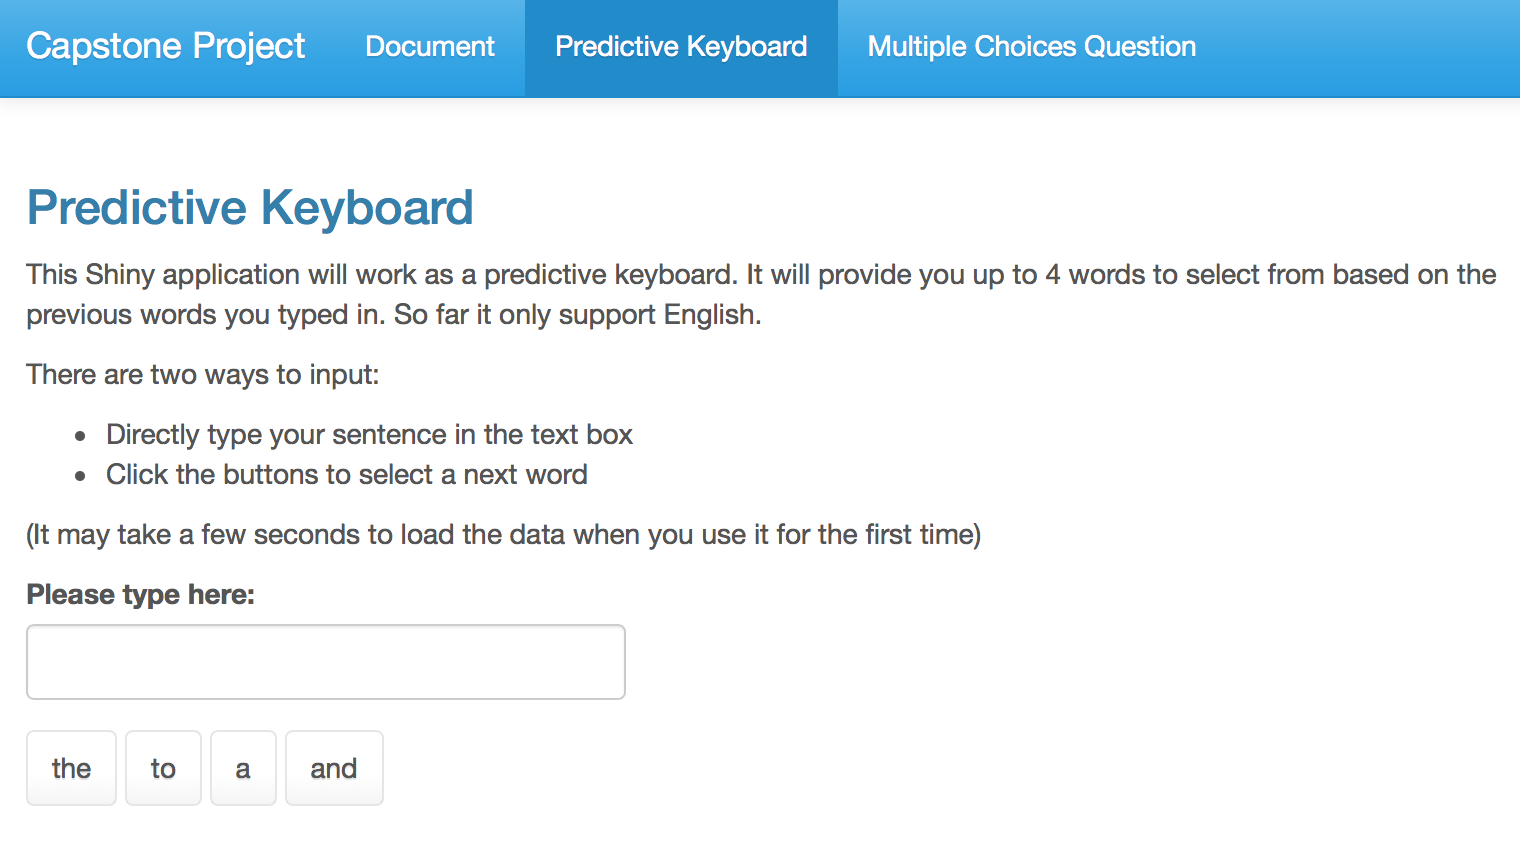 Capstone Project Document Predictive Keyboard Multiple Choices Question
Predictive Keyboard
This Shiny application will work as a predictive keyboard. It will provide you up to 4 words to select from based on the
previous words you typed in. So far it only support English.
There are two ways to input:
• Directly type your sentence in the text box
• Click the buttons to select a next word
(It may take a few seconds to load the data when you use it for the first time)
Please type here:
the to a and